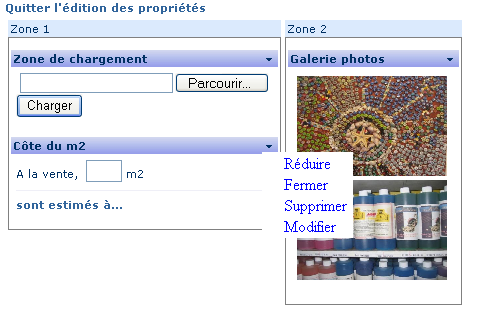 Quitter l'édition des propriétés
Zone 1
Zone de chargement
Parcourir...
Charger
Côte du m2
A la vente, m2
sont estimés à...
Zone 2
Galerie photos
Réduire
Fermer
Supprimer
Modifier